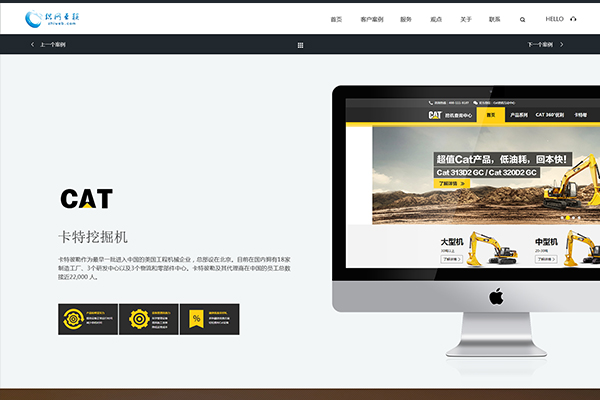 首页
客户案例
服务
观点
关于
联系
HELLO
上一个案例
下一个案例
CAT
挖机查询中心
首页
产品系列
CAT 360°优利
卡特塔
超值Cat产品，低油耗，回本快！
Cat 313D2 GC / Cat 320D2 GC
了解详情
大型机
中型机
了解详情
了解详情
CAT
卡特挖掘机
卡特彼勒作为最早一批进入中国的美国工程机械企业，总部设在北京。目前在国内拥有18家
制造工厂、3个研发中心以及3个物流和零部件中心。卡特彼勒及其代理商在中国的员工总数
接近22,000 人。